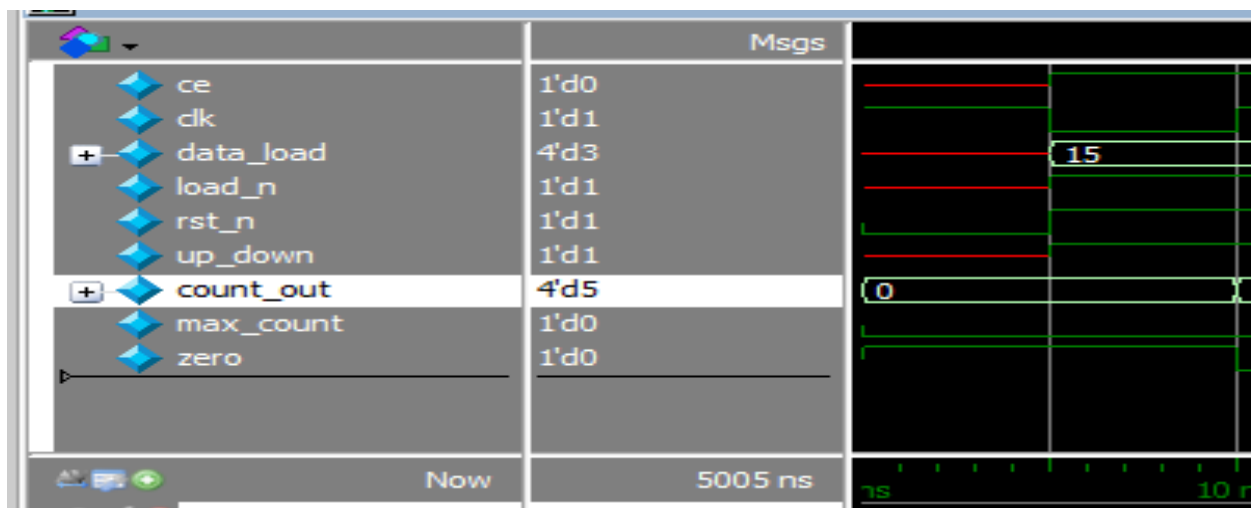 Msgs
ce 1'd0
clk 1'd1
data_load 4'd3 15
load_n 1'd1
rst_n 1'd1
up_down 1'd1
count_out 4'd5 0
max_count 1'd0
zero 1'd0
Now 5005 ns ns 10 n